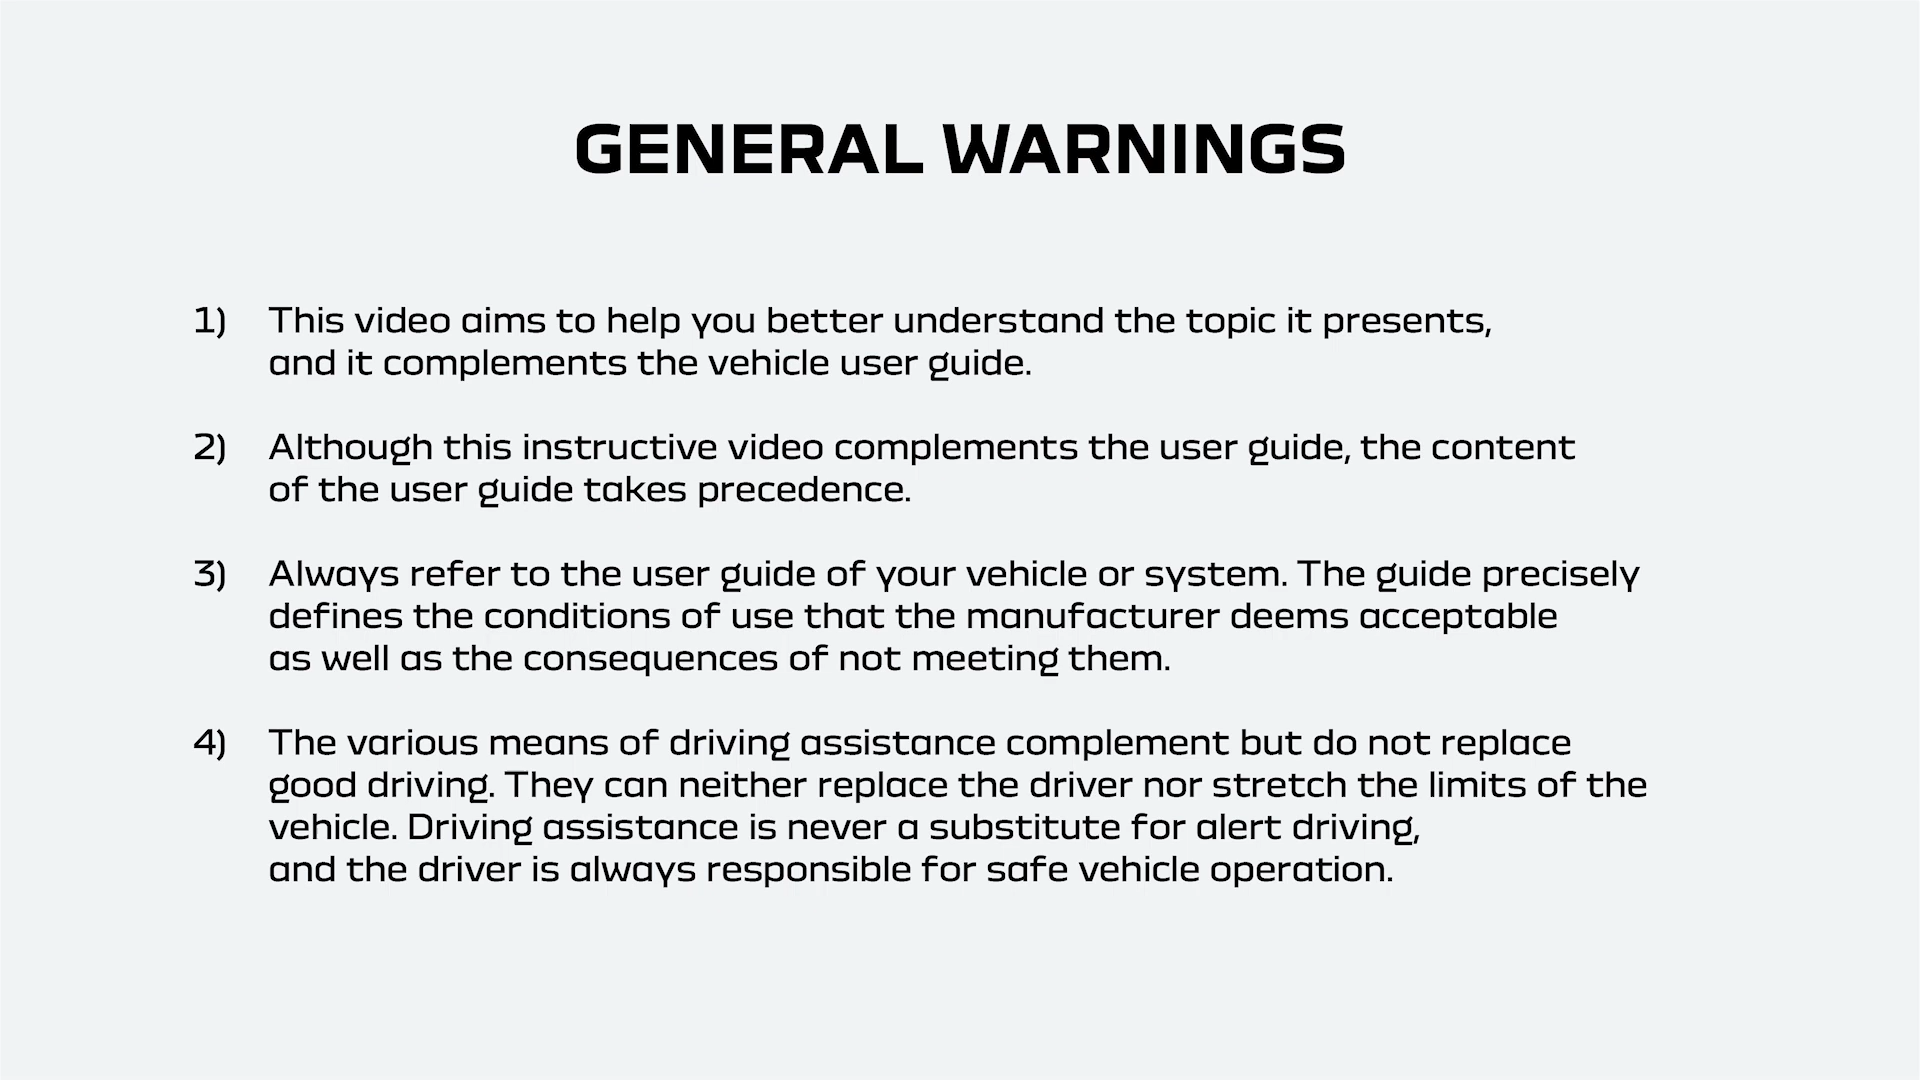 GENERAL WARNINGS
1) This video aims to help you better understand the topic it presents,
and it complements the vehicle user guide.
2) Although this instructive video complements the user guide, the content
of the user guide takes precedence.
3) Always refer to the user guide of your vehicle or system. The guide precisely
defines the conditions of use that the manufacturer deems acceptable
as well as the consequences of not meeting them.
4) The various means of driving assistance complement but do not replace
good driving. They can neither replace the driver nor stretch the limits of the
vehicle. Driving assistance is never a substitute for alert driving,
and the driver is always responsible for safe vehicle operation.